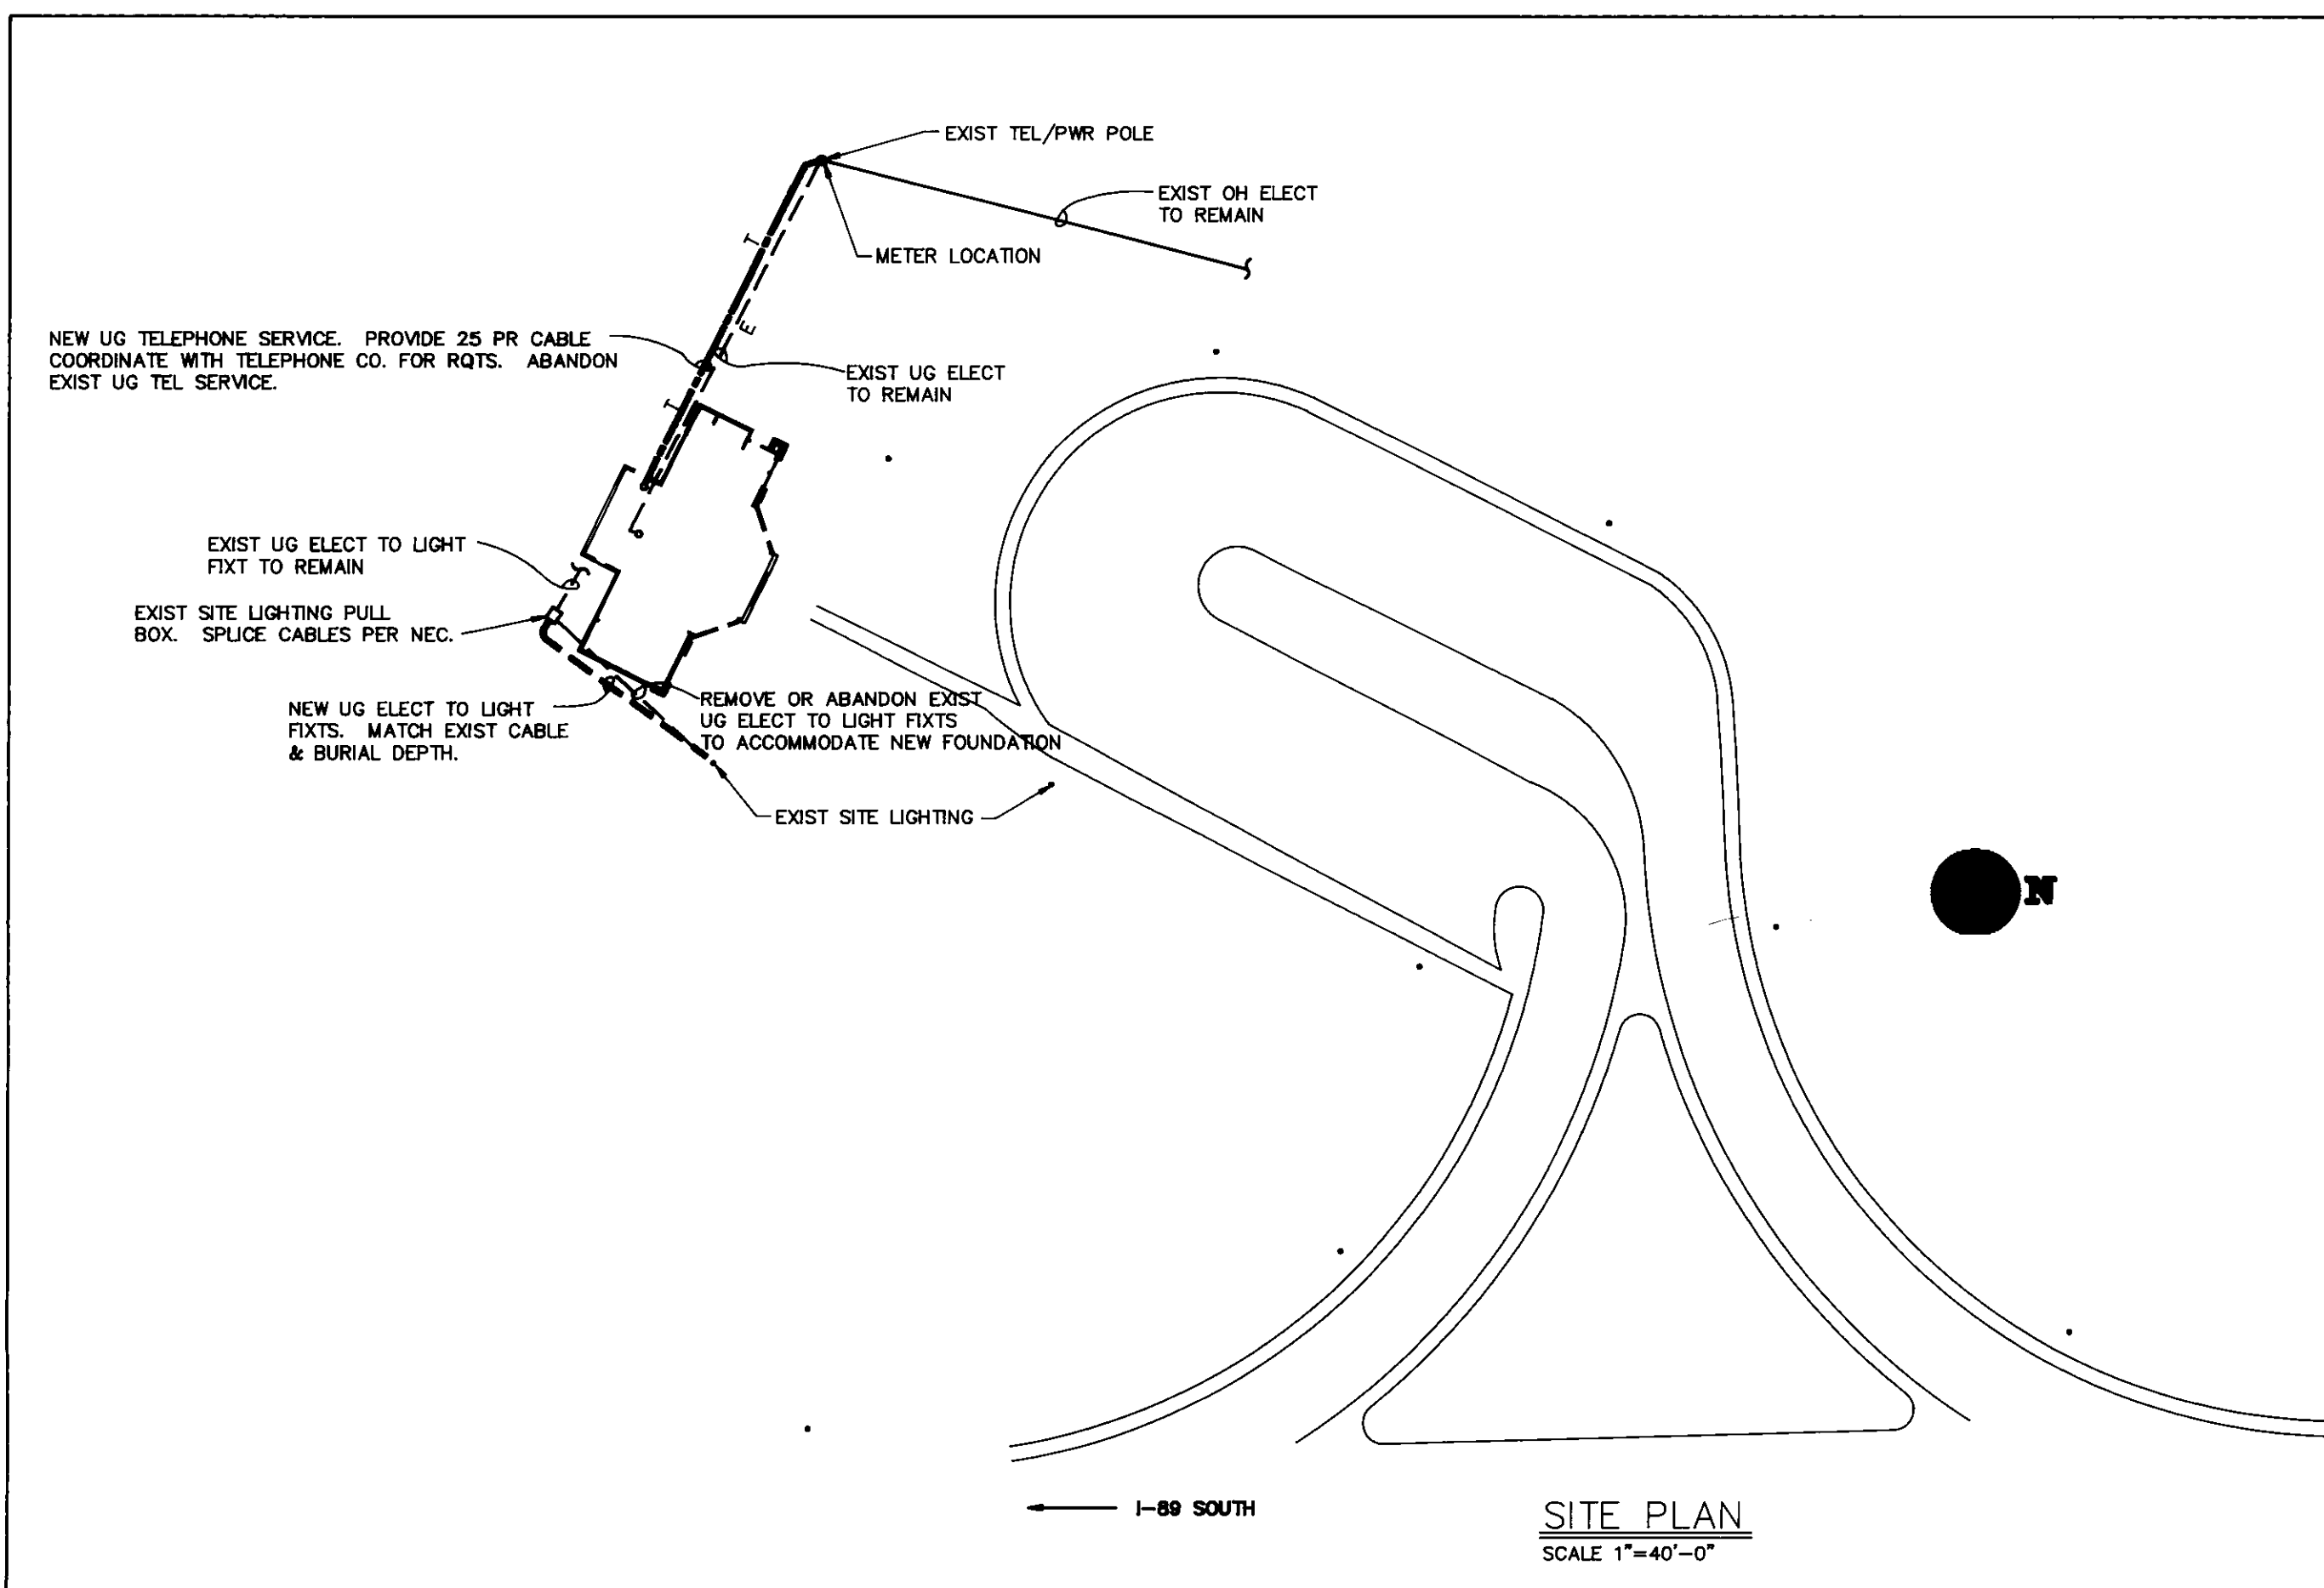 EXIST TEL/PWR POLE
EXIST OH ELECT
TO REMAIN
METER LOCATION
T
E
NEW UG TELEPHONE SERVICE. PROVIDE 25 PR CABLE
COORDINATE WITH TELEPHONE CO. FOR RQTS. ABANDON
EXIST UG TEL SERVICE.
EXIST UG ELECT
TO REMAIN
T
EXIST UG ELECT TO LIGHT
FIXT TO REMAIN
EXIST SITE LIGHTING PULL
BOX. SPLICE CABLES PER NEC.
NEW UG ELECT TO LIGHT
FIXTS. MATCH EXIST CABLE
& BURIAL DEPTH.
REMOVE OR ABANDON EXIST
UG ELECT TO LIGHT FIXTS
TO ACCOMMODATE NEW FOUNDATION
EXIST SITE LIGHTING
N
I-89 SOUTH
SITE PLAN
SCALE 1"=40'-0"